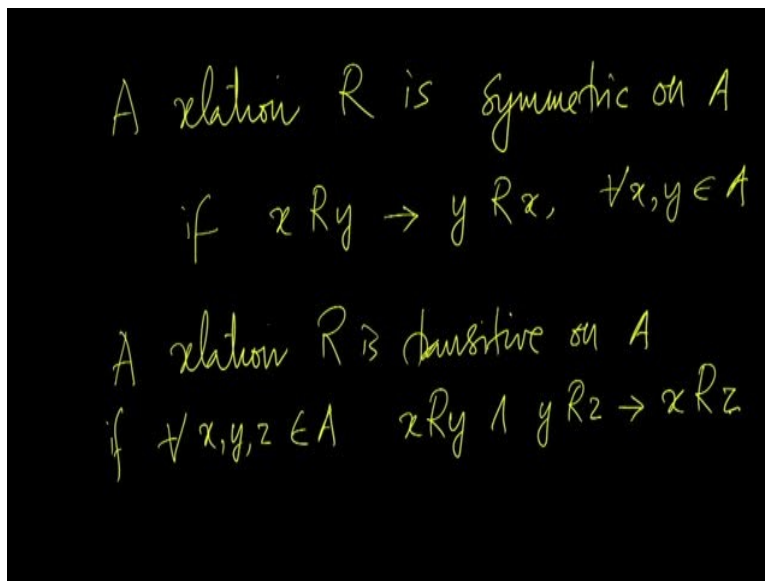 A relation R is symmetric on A
if x R y → y R x, ∀x, y ∈ A
A relation R is transitive on A
if ∀ x, y, z ∈ A x R y ∧ y R z → x R z